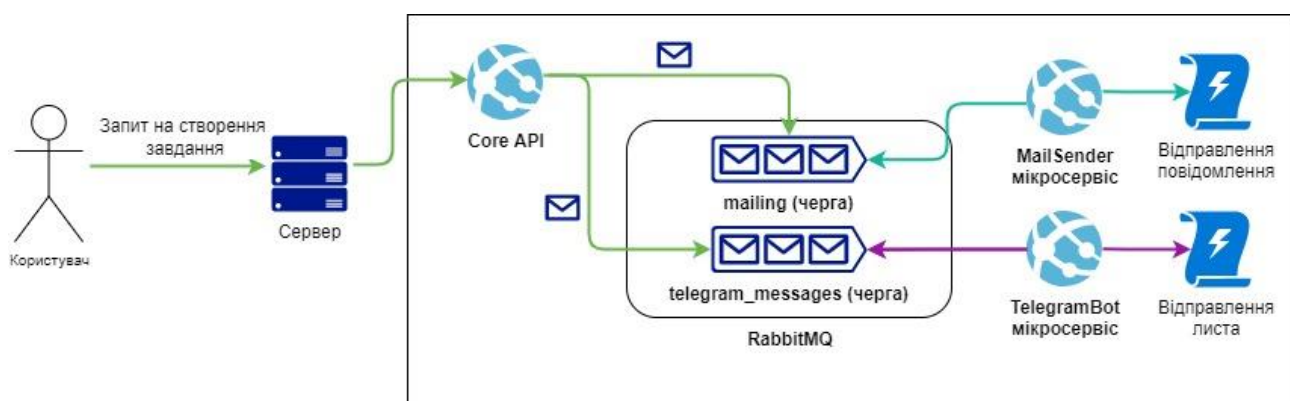 Запит на створення
завдання
Користувач
Сервер
Core API
mailing (черга)
telegram_messages (черга)
RabbitMQ
MailSender
мікросервіс
Відправлення
повідомлення
TelegramBot
мікросервіс
Відправлення
листа